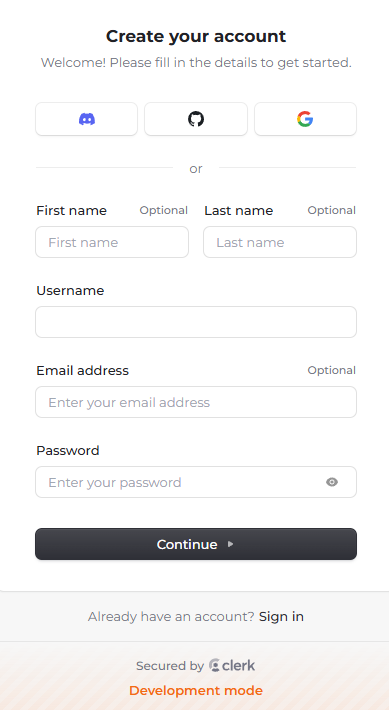 Create your account
Welcome! Please fill in the details to get started.
or
First name Optional Last name Optional
First name Last name
Username
Email address Optional
Enter your email address
Password
Enter your password
Continue
Already have an account? Sign in
Secured by clerk
Development mode